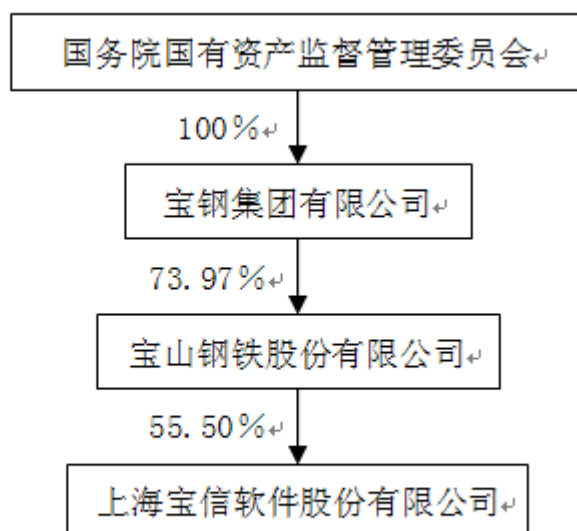 国务院国有资产监督管理委员会
100％
宝钢集团有限公司
73.97％
宝山钢铁股份有限公司
55.50％
上海宝信软件股份有限公司